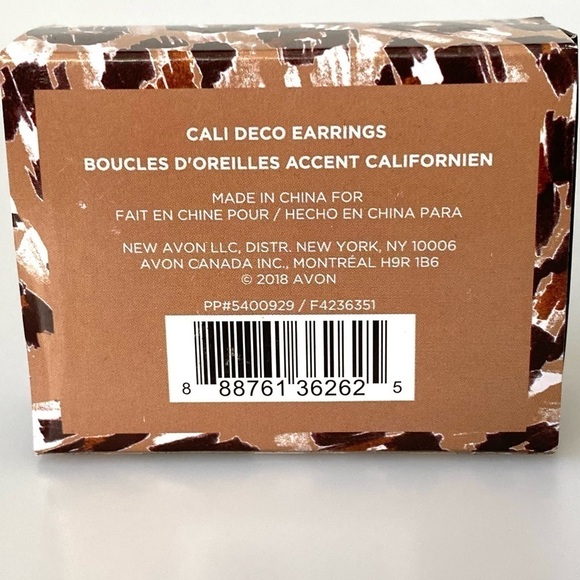 CALI DECO EARRINGS
BOUCLES D'OREILLES ACCENT CALIFORNIEN
MADE IN CHINA FOR
FAIT EN CHINE POUR / HECHO EN CHINA PARA
NEW AVON LLC, DISTR. NEW YORK, NY 10006
AVON CANADA INC., MONTRÉAL H9R 1B6
© 2018 AVON
PP#5400929 / F4236351
8 88761 36262 5